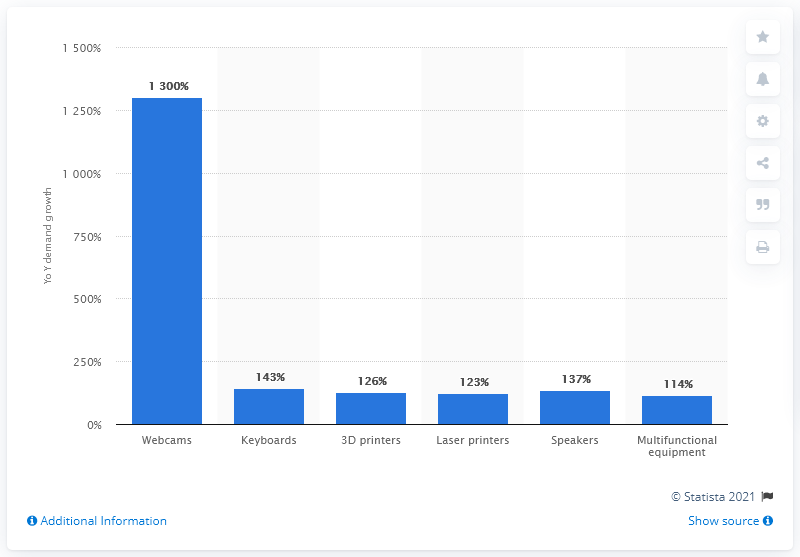 1 500%
1 250%
1 000%
750%
500%
250%
0%
Yo Y demand growth
1 300%
143%
126%
123%
137%
114%
Webcams
Keyboards
3D printers
Laser printers
Speakers
Multifunctional
equipment
© Statista 2021
Additional Information
Show source